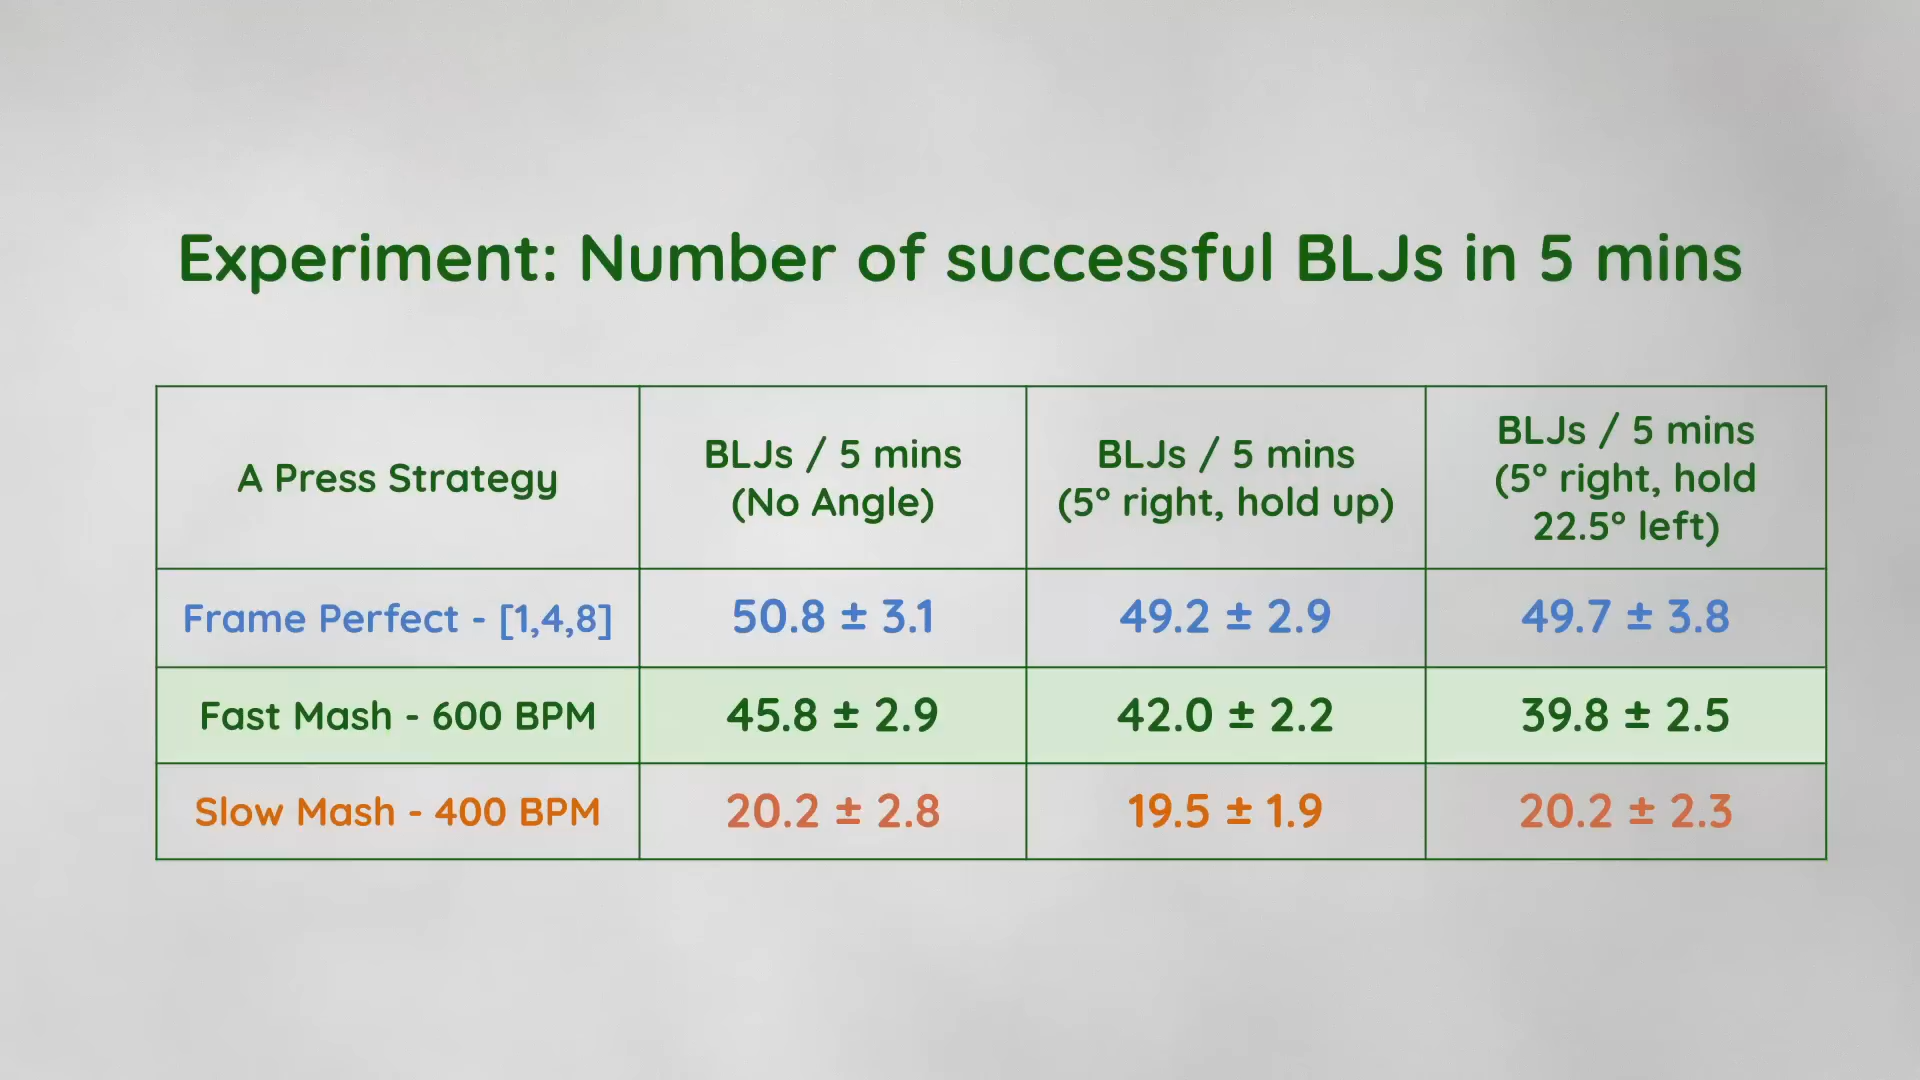 Experiment: Number of successful BLJs in 5 mins
A Press Strategy
BLJs / 5 mins
(No Angle)
BLJs / 5 mins
(5° right, hold up)
BLJs / 5 mins
(5° right, hold
22.5° left)
Frame Perfect - [1,4,8]
50.8 ± 3.1
49.2 ± 2.9
49.7 ± 3.8
Fast Mash - 600 BPM
45.8 ± 2.9
42.0 ± 2.2
39.8 ± 2.5
Slow Mash - 400 BPM
20.2 ± 2.8
19.5 ± 1.9
20.2 ± 2.3